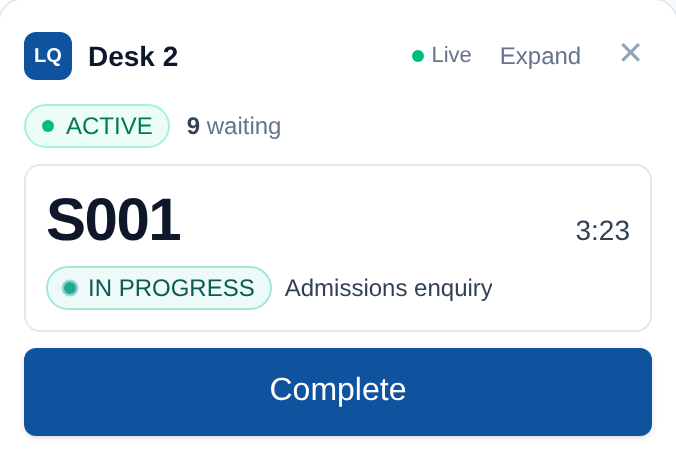 LQ Desk 2 Live Expand ✕
ACTIVE 9 waiting
S001 3:23
IN PROGRESS Admissions enquiry
Complete